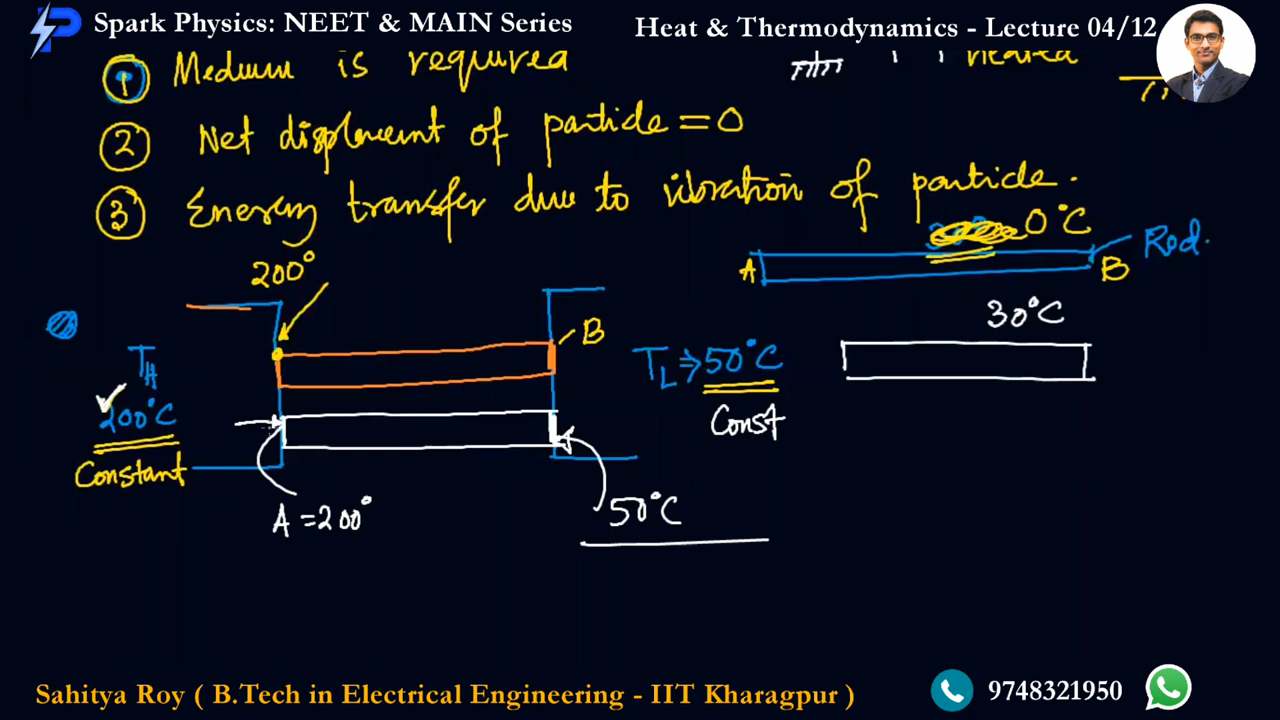 Spark Physics: NEET & MAIN Series
Heat & Thermodynamics - Lecture 04/12
① Medium is required
heated
② Net displacement of particle = 0
③ Energy transfer due to vibration of particle.
0°C
Rod.
A
B
200°
B
30°C
T_H
200°C
Constant
T_L ⇒ 50°C
Const
A = 200°
50°C
Sahitya Roy ( B.Tech in Electrical Engineering - IIT Kharagpur )
9748321950